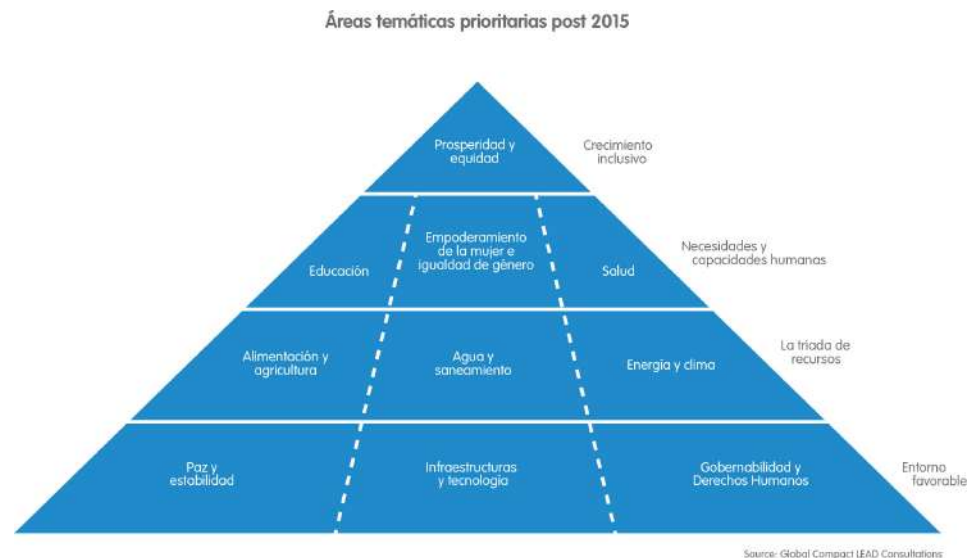 Áreas temáticas prioritarias post 2015
Prosperidad y
equidad
Crecimiento
inclusivo
Educación
Empoderamiento
de la mujer e
igualdad de género
Salud
Necesidades y
capacidades humanas
Alimentación y
agricultura
Agua y
saneamiento
Energía y clima
La tríada de
recursos
Paz y
estabilidad
Infraestructuras
y tecnología
Gobernabilidad y
Derechos Humanos
Entorno
favorable
Source: Global Compact LEAD Consultations